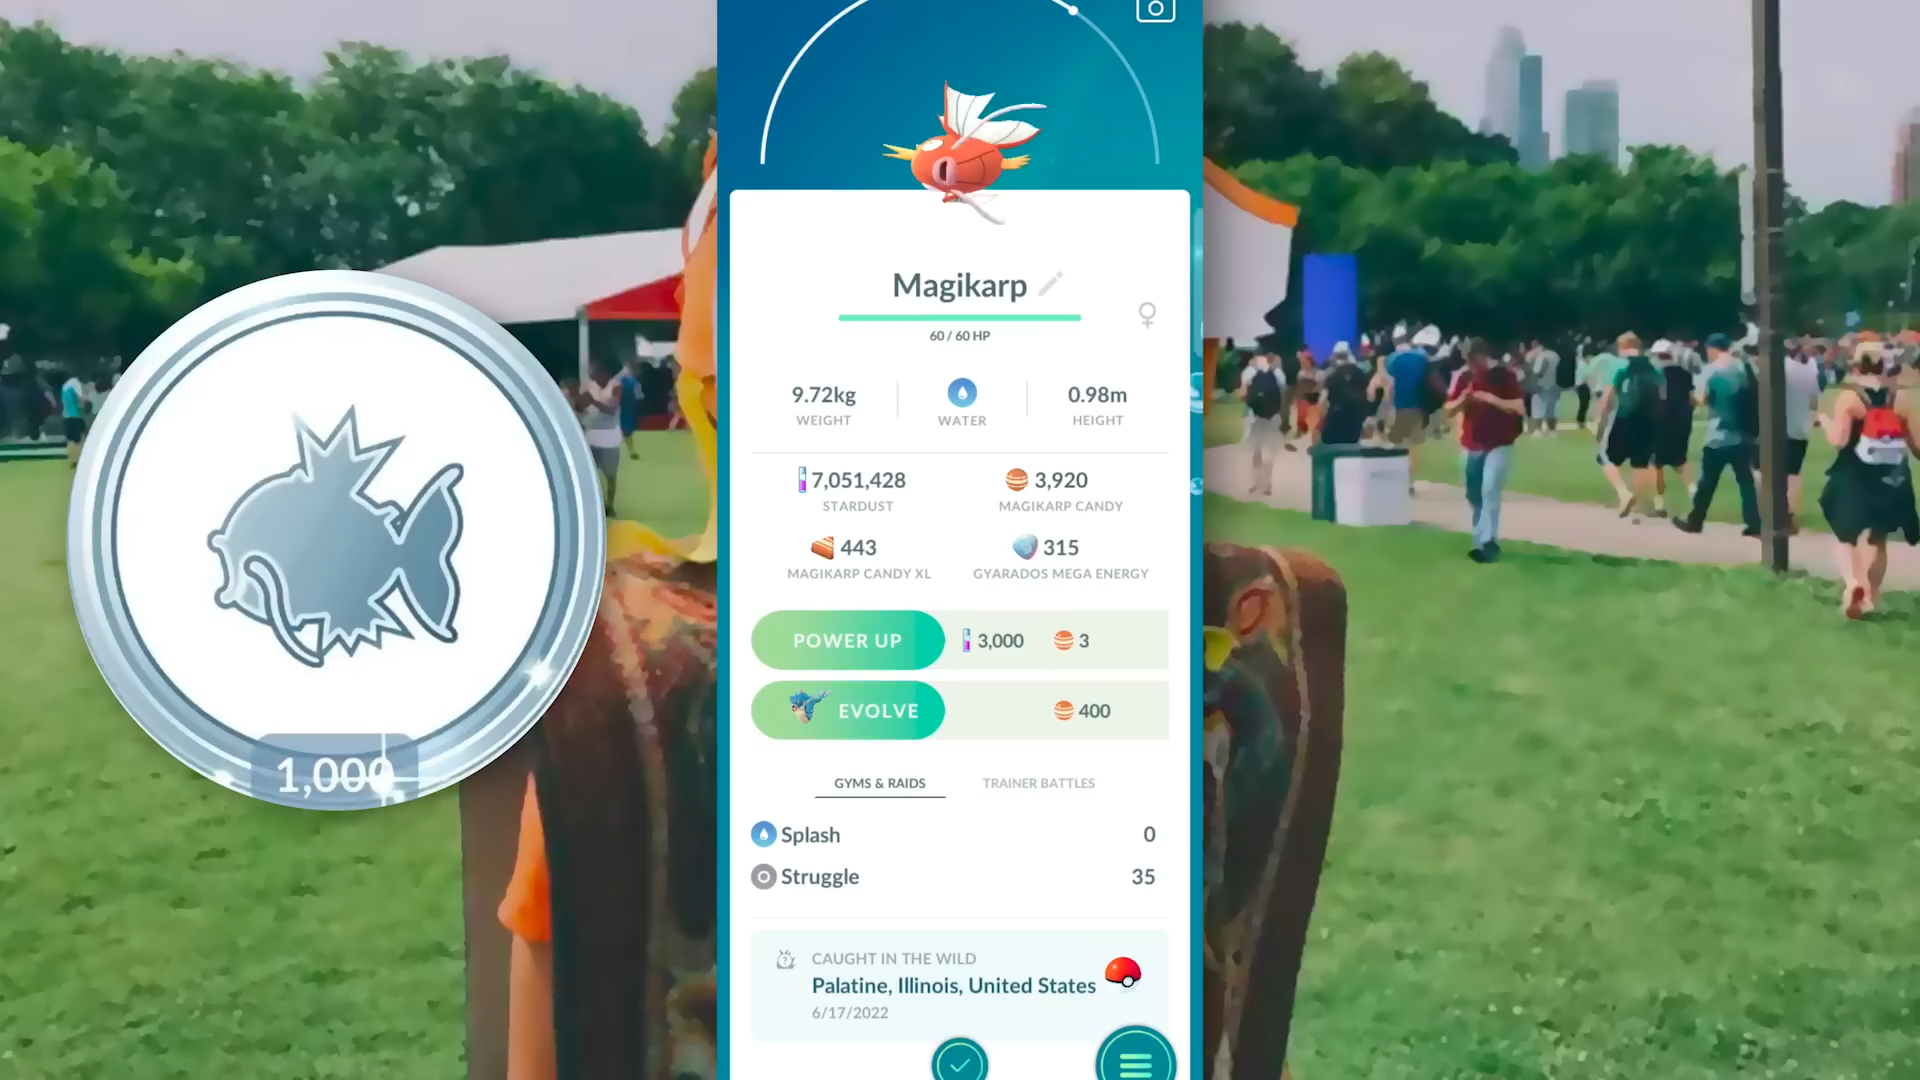 Magikarp
60 / 60 HP
9.72kg
WEIGHT
WATER
0.98m
HEIGHT
7,051,428
STARDUST
3,920
MAGIKARP CANDY
443
MAGIKARP CANDY XL
315
GYARADOS MEGA ENERGY
POWER UP
3,000
3
EVOLVE
400
GYMS & RAIDS
TRAINER BATTLES
Splash
0
Struggle
35
CAUGHT IN THE WILD
Palatine, Illinois, United States
6/17/2022
1,000